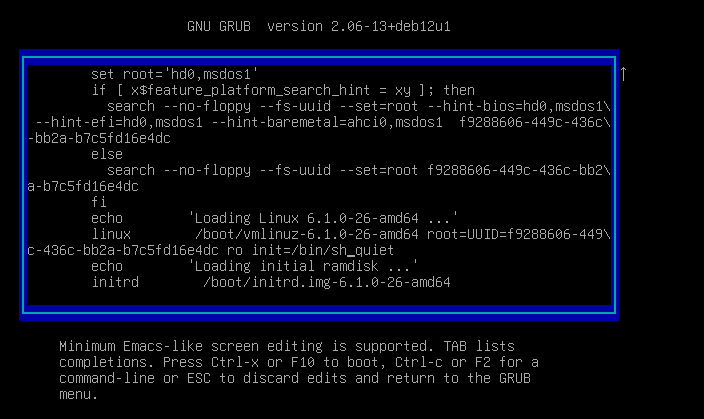 GNU GRUB  version 2.06-13+deb12u1
set root='hd0,msdos1'
if [ x$feature_platform_search_hint = xy ]; then
search --no-floppy --fs-uuid --set=root --hint-bios=hd0,msdos1\
--hint-efi=hd0,msdos1 --hint-baremetal=ahci0,msdos1  f9288606-449c-436c\
-bb2a-b7c5fd16e4dc
else
search --no-floppy --fs-uuid --set=root f9288606-449c-436c-bb2\
a-b7c5fd16e4dc
fi
echo        'Loading Linux 6.1.0-26-amd64 ...'
linux        /boot/vmlinuz-6.1.0-26-amd64 root=UUID=f9288606-449\
c-436c-bb2a-b7c5fd16e4dc ro init=/bin/sh_quiet
echo        'Loading initial ramdisk ...'
initrd        /boot/initrd.img-6.1.0-26-amd64
Minimum Emacs-like screen editing is supported. TAB lists
completions. Press Ctrl-x or F10 to boot, Ctrl-c or F2 for a
command-line or ESC to discard edits and return to the GRUB
menu.